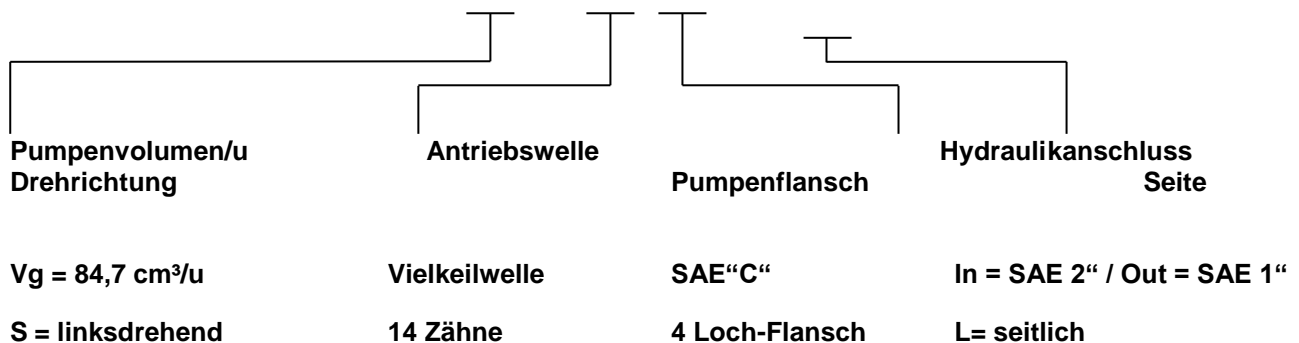 Pumpenvolumen/u Antriebswelle Hydraulikanschluss
Drehrichtung Pumpenflansch Seite
Vg = 84,7 cm³/u Vielkeilwelle SAE“C“ In = SAE 2“ / Out = SAE 1“
S = linksdrehend 14 Zähne 4 Loch-Flansch L= seitlich